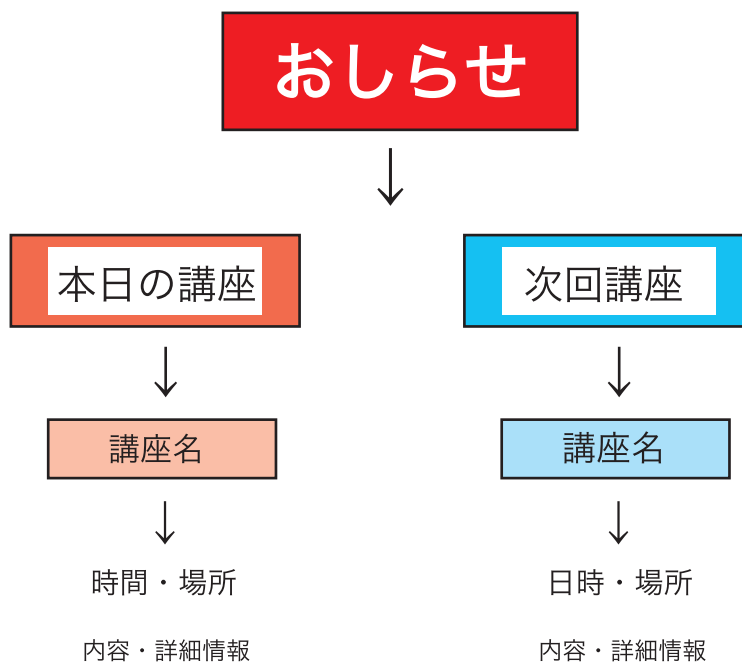 おしらせ
本日の講座
次回講座
講座名
講座名
時間・場所
日時・場所
内容・詳細情報
内容・詳細情報